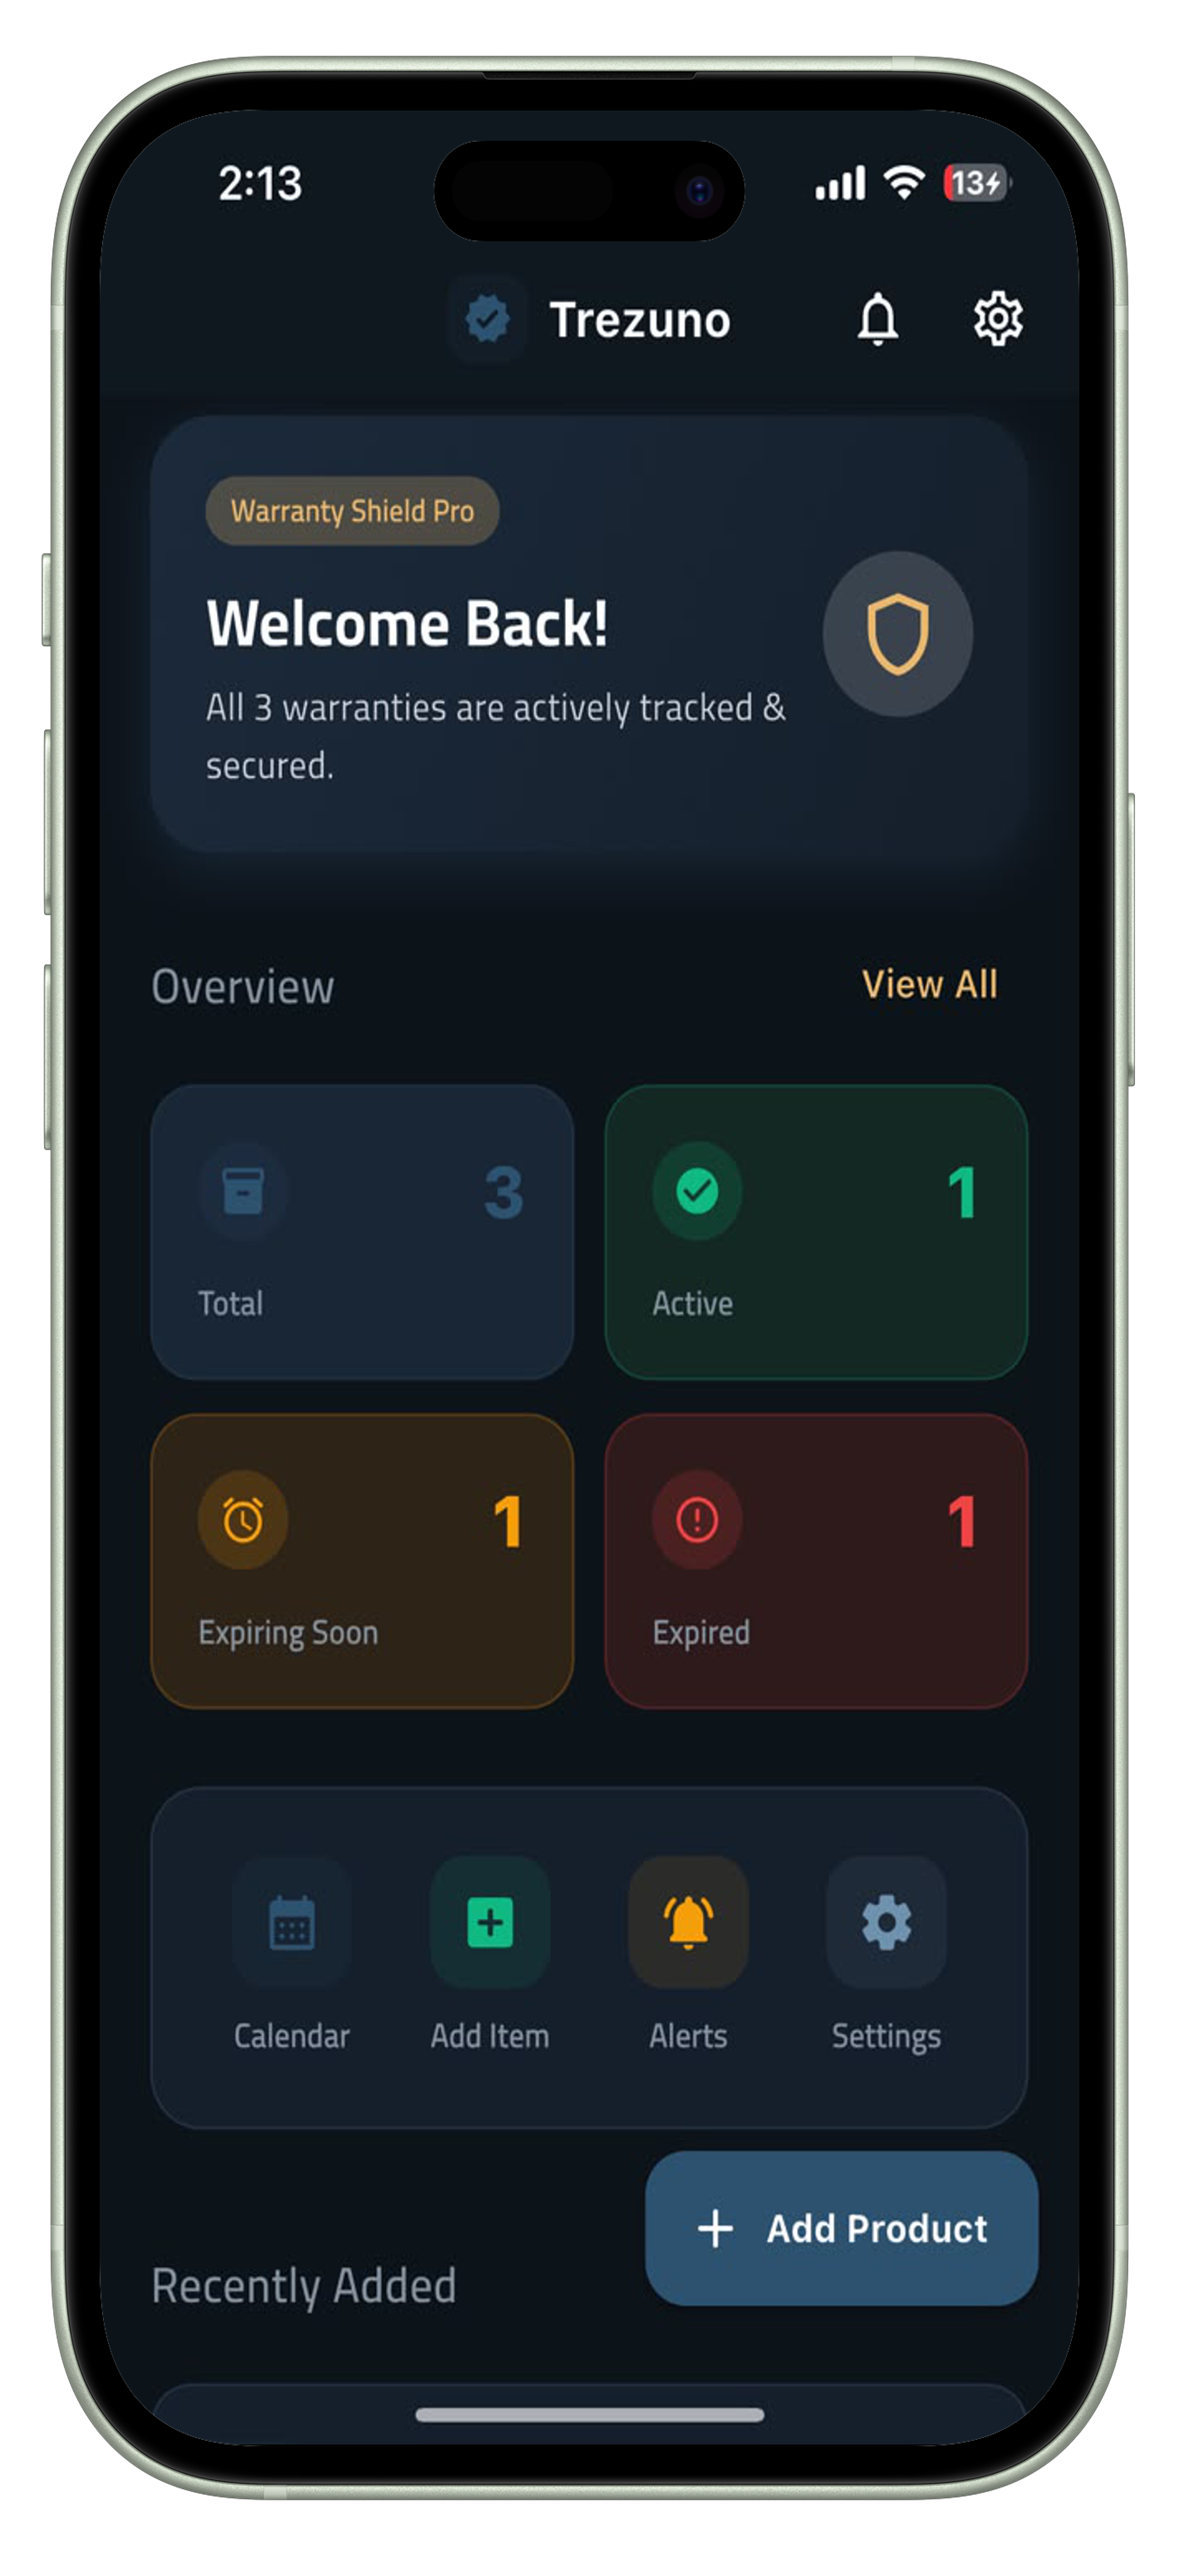 2:13
13
Trezuno
Warranty Shield Pro
Welcome Back!
All 3 warranties are actively tracked &
secured.
Overview
View All
3
1
Total
Active
1
1
Expiring Soon
Expired
Calendar
Add Item
Alerts
Settings
+ Add Product
Recently Added